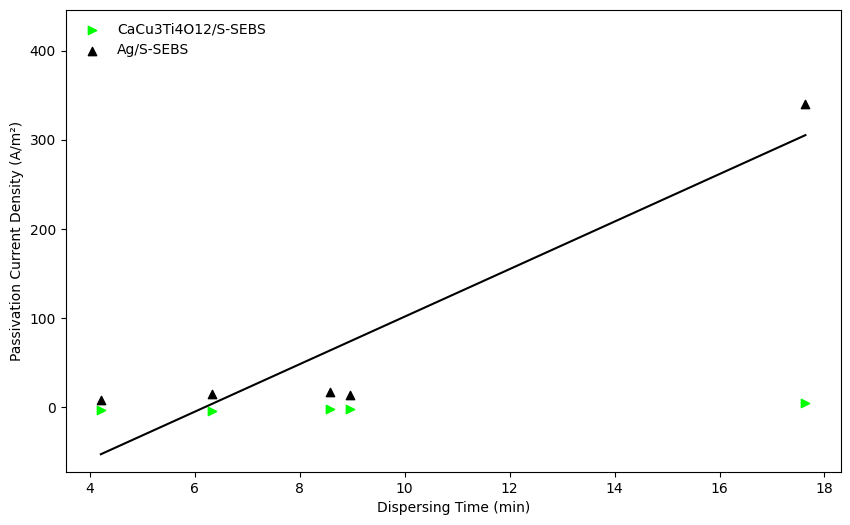 CaCu3Ti4O12/S-SEBS
Ag/S-SEBS
400
300
200
100
0
Passivation Current Density (A/m²)
4 6 8 10 12 14 16 18
Dispersing Time (min)